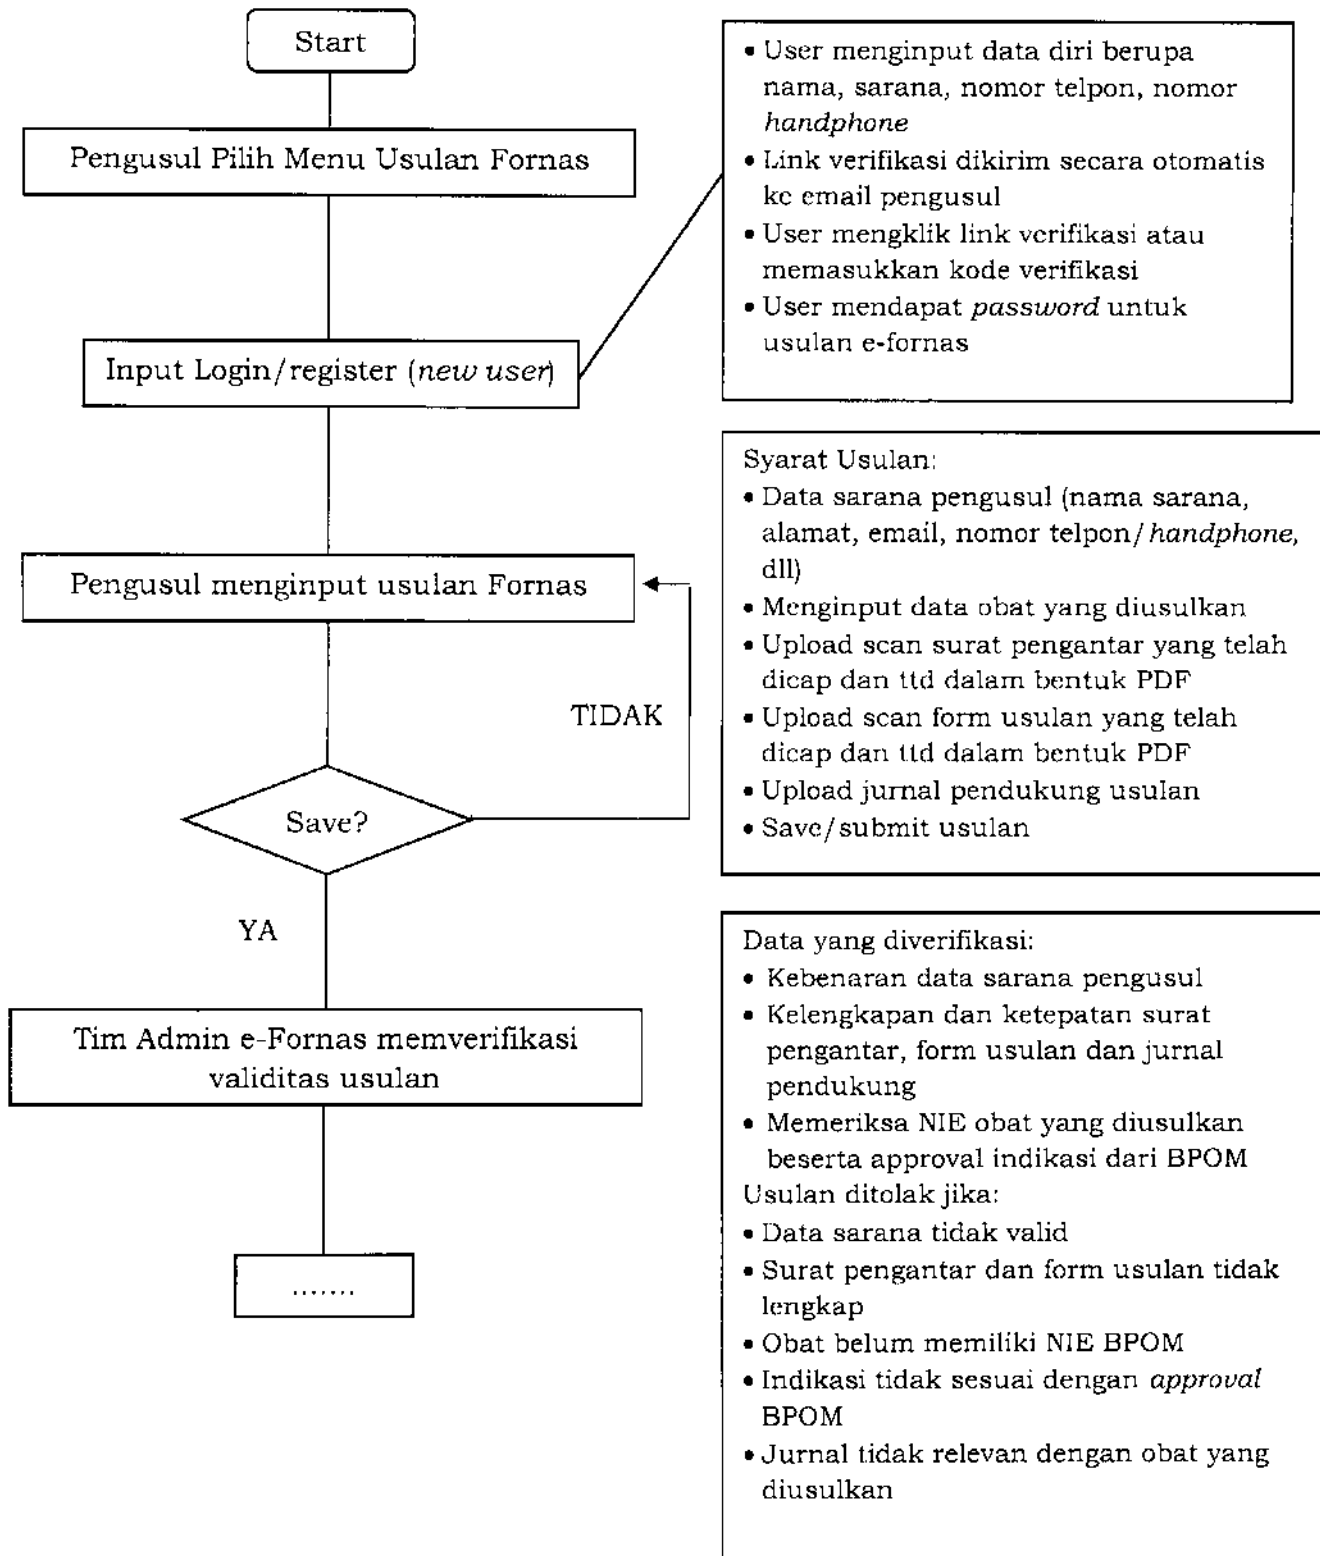 Start
Pengusul Pilih Menu Usulan Fornas
Input Login/register (new user)
Pengusul menginput usulan Fornas
TIDAK
Save?
YA
Tim Admin e-Fornas memverifikasi
validitas usulan
.......
• User menginput data diri berupa
nama, sarana, nomor telpon, nomor
handphone
• Link verifikasi dikirim secara otomatis
ke email pengusul
• User mengklik link verifikasi atau
memasukkan kode verifikasi
• User mendapat password untuk
usulan e-fornas
Syarat Usulan:
• Data sarana pengusul (nama sarana,
alamat, email, nomor telpon/handphone,
dll)
• Menginput data obat yang diusulkan
• Upload scan surat pengantar yang telah
dicap dan ttd dalam bentuk PDF
• Upload scan form usulan yang telah
dicap dan ttd dalam bentuk PDF
• Upload jurnal pendukung usulan
• Save/submit usulan
Data yang diverifikasi:
• Kebenaran data sarana pengusul
• Kelengkapan dan ketepatan surat
pengantar, form usulan dan jurnal
pendukung
• Memeriksa NIE obat yang diusulkan
beserta approval indikasi dari BPOM
Usulan ditolak jika:
• Data sarana tidak valid
• Surat pengantar dan form usulan tidak
lengkap
• Obat belum memiliki NIE BPOM
• Indikasi tidak sesuai dengan approval
BPOM
• Jurnal tidak relevan dengan obat yang
diusulkan